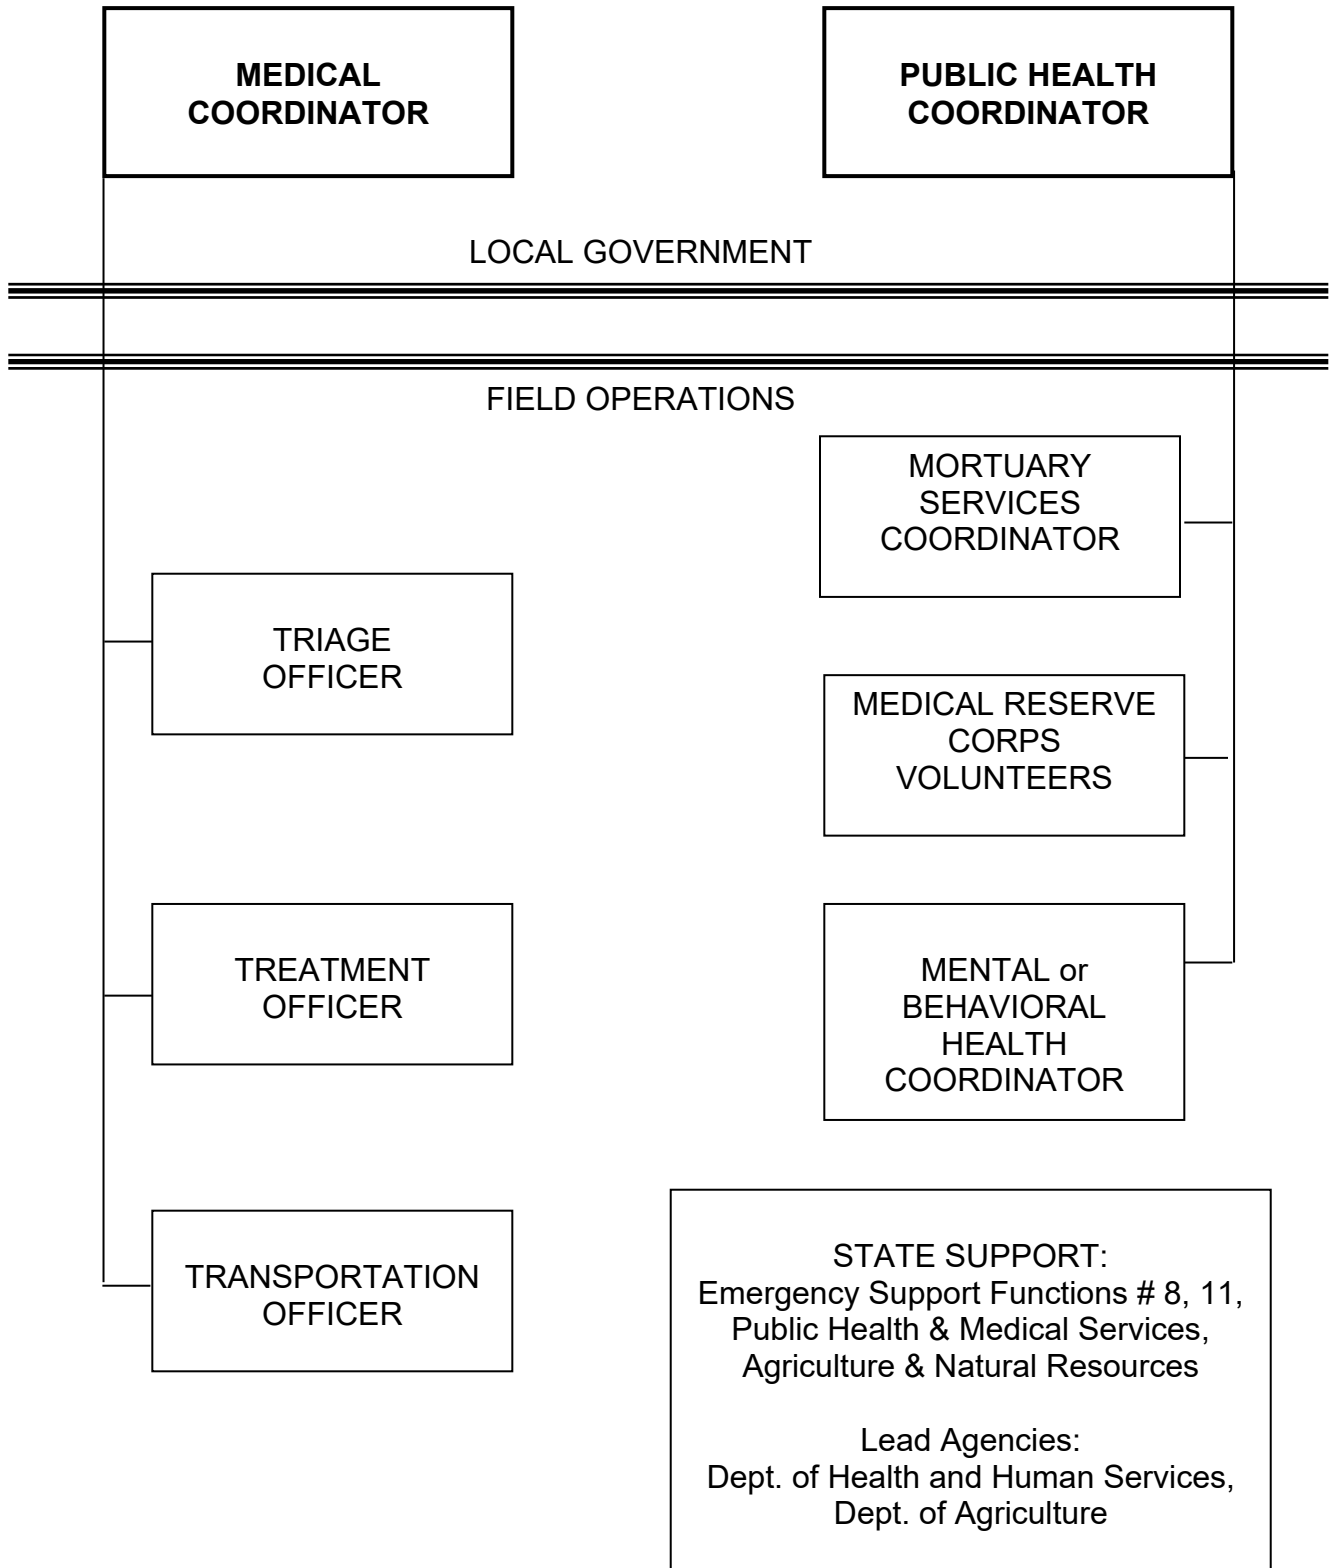 MEDICAL
COORDINATOR
PUBLIC HEALTH
COORDINATOR
LOCAL GOVERNMENT
FIELD OPERATIONS
MORTUARY
SERVICES
COORDINATOR
TRIAGE
OFFICER
MEDICAL RESERVE
CORPS
VOLUNTEERS
TREATMENT
OFFICER
MENTAL or
BEHAVIORAL
HEALTH
COORDINATOR
TRANSPORTATION
OFFICER
STATE SUPPORT:
Emergency Support Functions # 8, 11,
Public Health & Medical Services,
Agriculture & Natural Resources
Lead Agencies:
Dept. of Health and Human Services,
Dept. of Agriculture